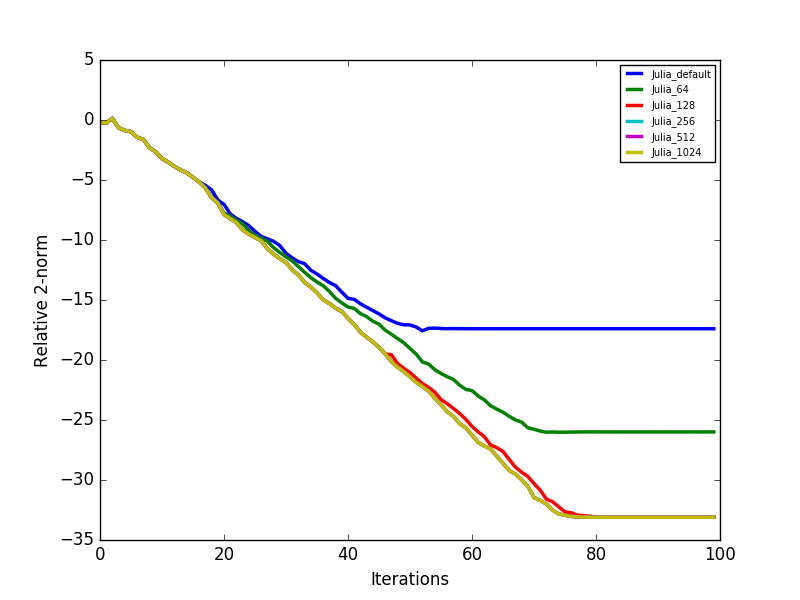 5
0
−5
−10
−15
−20
−25
−30
−35
Relative 2-norm
Julia_default
Julia_64
Julia_128
Julia_256
Julia_512
Julia_1024
0 20 40 60 80 100
Iterations